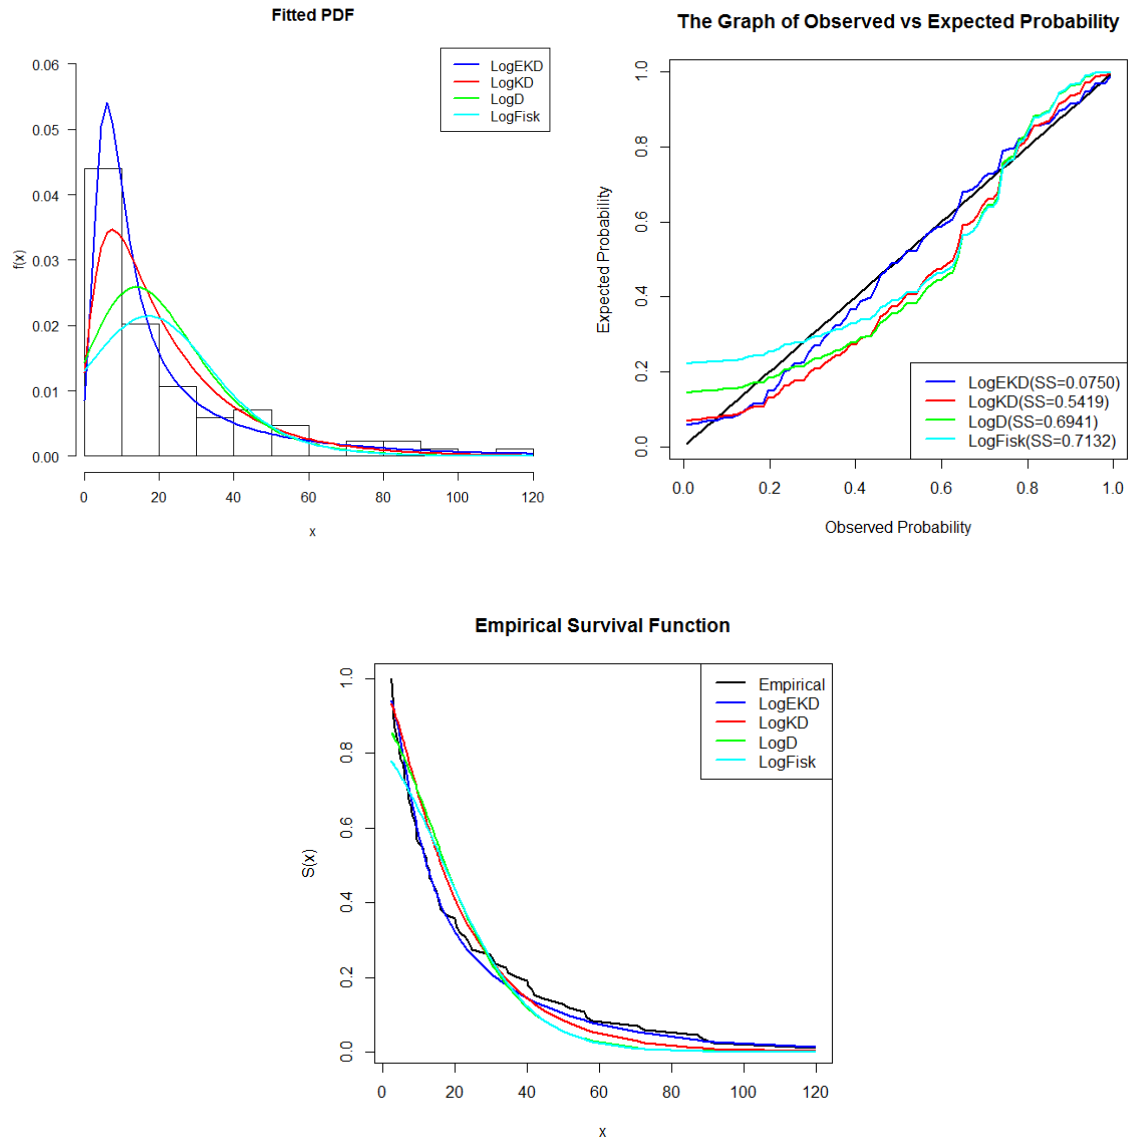 Fitted PDF
LogEKD
LogKD
LogD
LogFisk
0.06
0.05
0.04
0.03
0.02
0.01
0.00
f(x)
0 20 40 60 80 100 120
x
The Graph of Observed vs Expected Probability
1.0
0.8
0.6
0.4
0.2
0.0
Expected Probability
LogEKD(SS=0.0750)
LogKD(SS=0.5419)
LogD(SS=0.6941)
LogFisk(SS=0.7132)
0.0 0.2 0.4 0.6 0.8 1.0
Observed Probability
Empirical Survival Function
Empirical
LogEKD
LogKD
LogD
LogFisk
1.0
0.8
0.6
0.4
0.2
0.0
S(x)
0 20 40 60 80 100 120
x